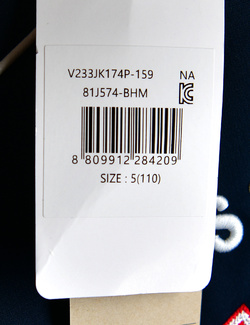 V233JK174P-159 NA
81J574-BHM
8 809912 284209
SIZE : 5(110)